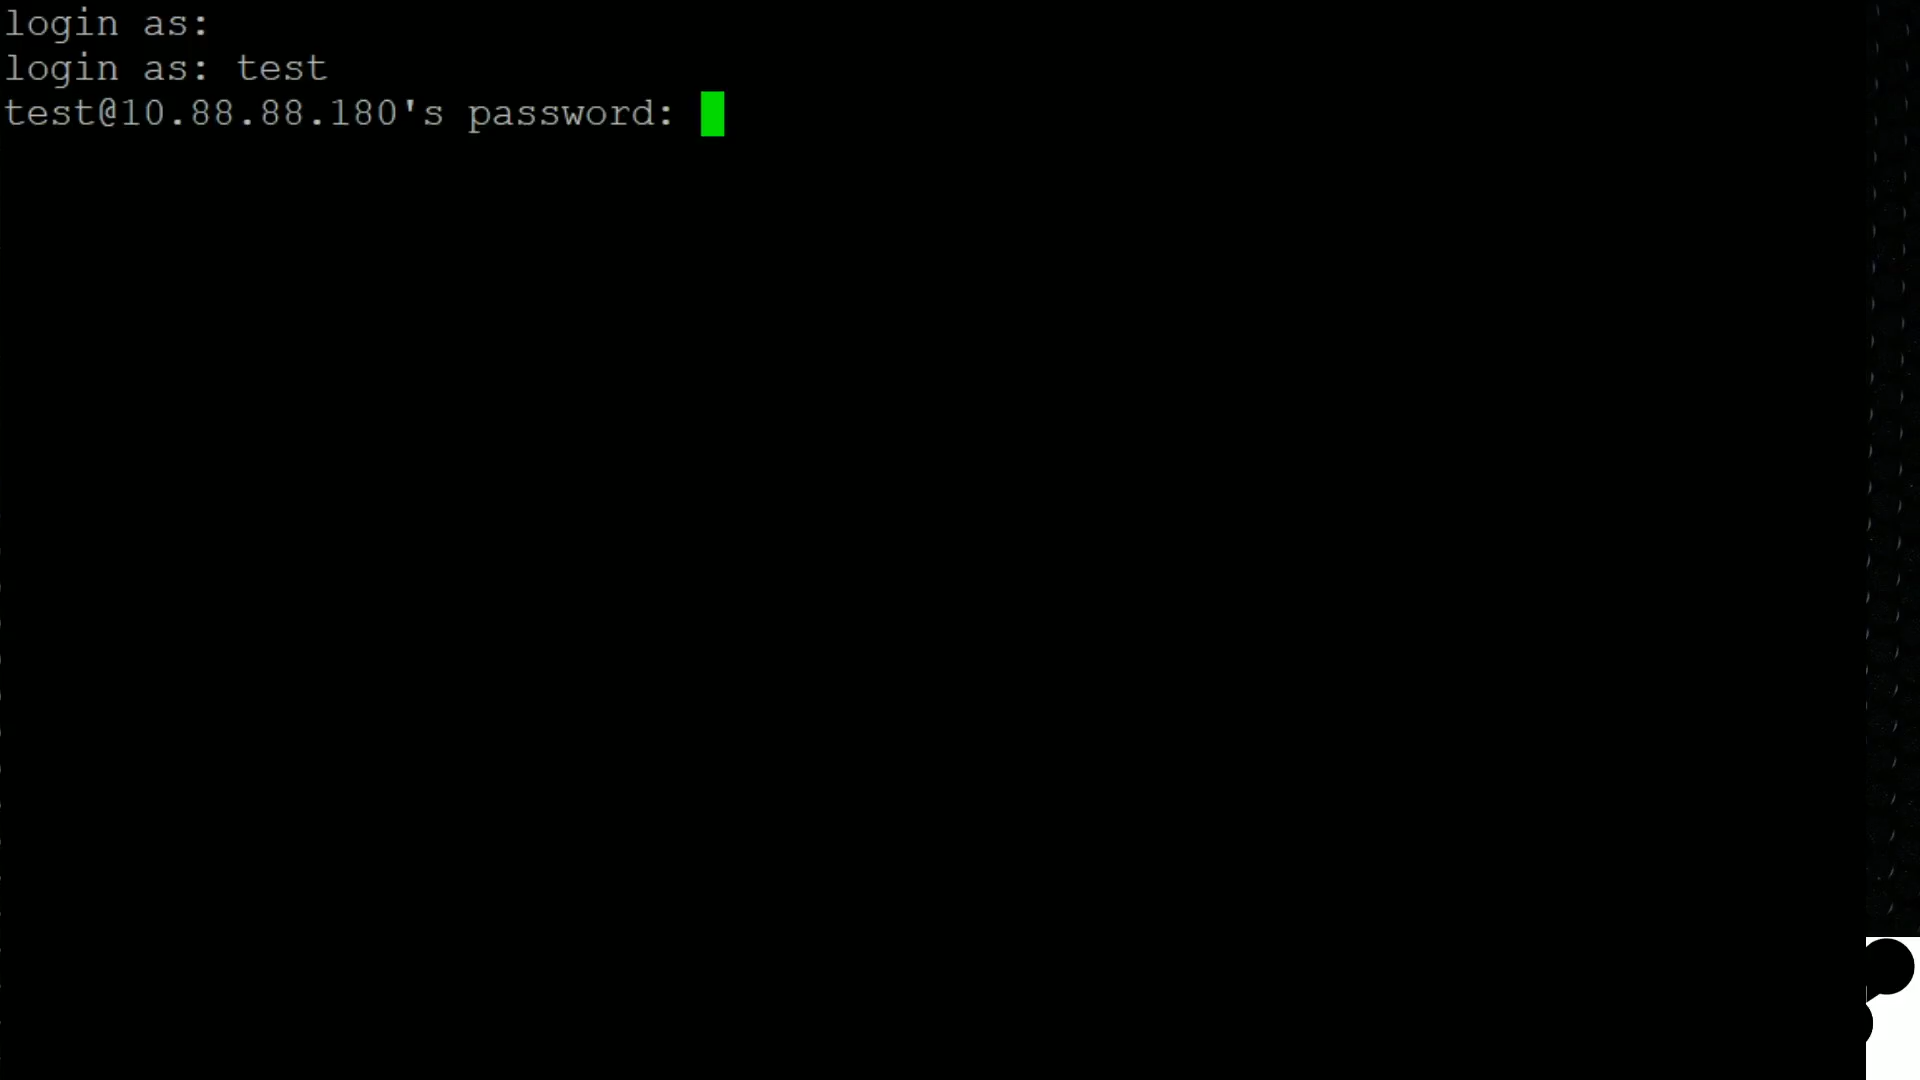 login as:
login as: test
test@10.88.88.180's password: